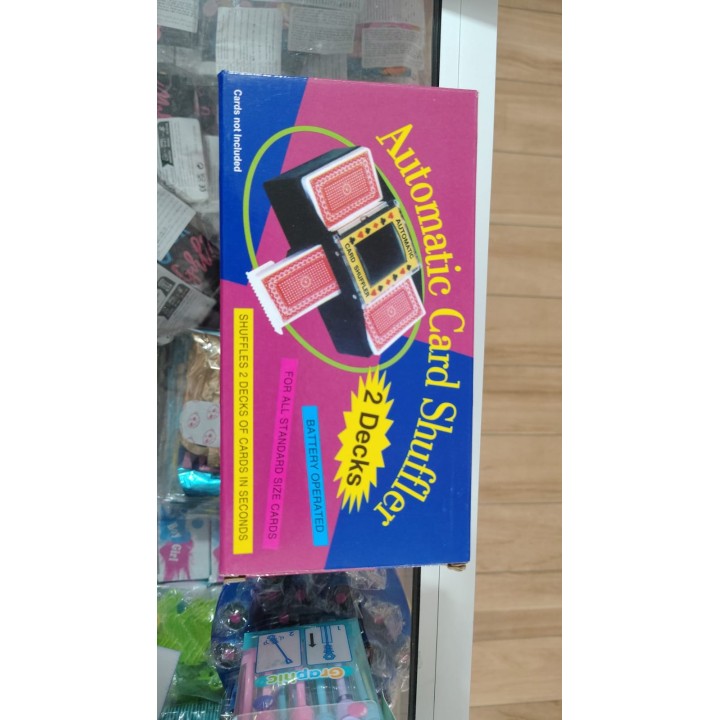 Automatic Card Shuffler
2 Decks
AUTOMATIC
CARD SHUFFLER
BATTERY OPERATED
FOR ALL STANDARD SIZE CARDS
SHUFFLES 2 DECKS OF CARDS IN SECONDS
Cards not included
Girl
Graphic